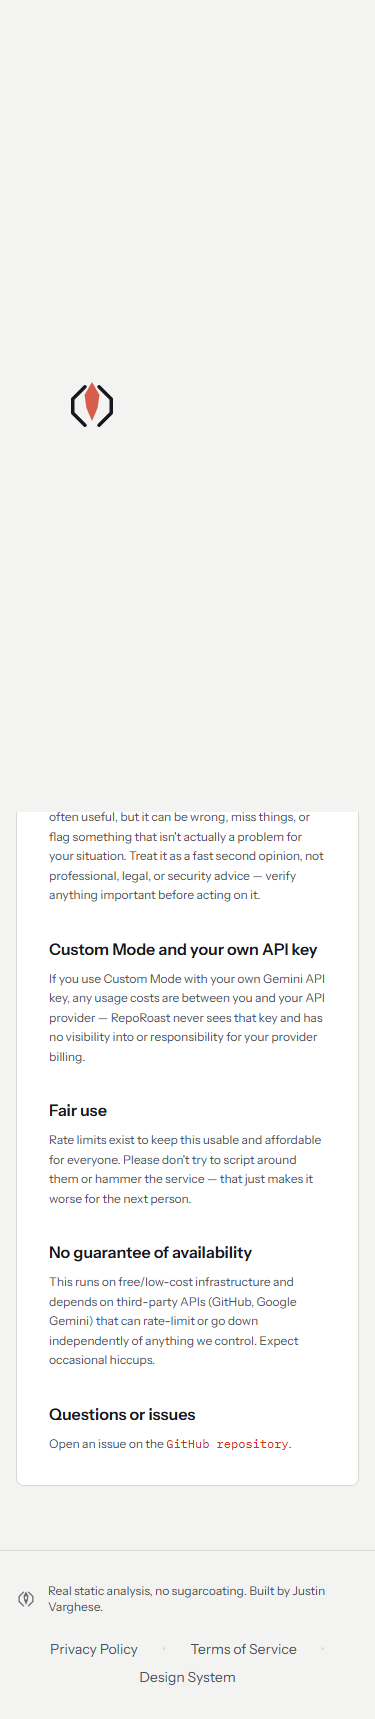 often useful, but it can be wrong, miss things, or
flag something that isn't actually a problem for
your situation. Treat it as a fast second opinion, not
professional, legal, or security advice — verify
anything important before acting on it.
Custom Mode and your own API key
If you use Custom Mode with your own Gemini API
key, any usage costs are between you and your API
provider — RepoRoast never sees that key and has
no visibility into or responsibility for your provider
billing.
Fair use
Rate limits exist to keep this usable and affordable
for everyone. Please don't try to script around
them or hammer the service — that just makes it
worse for the next person.
No guarantee of availability
This runs on free/low-cost infrastructure and
depends on third-party APIs (GitHub, Google
Gemini) that can rate-limit or go down
independently of anything we control. Expect
occasional hiccups.
Questions or issues
Open an issue on the GitHub repository.
Real static analysis, no sugarcoating. Built by Justin
Varghese.
Privacy Policy · Terms of Service ·
Design System